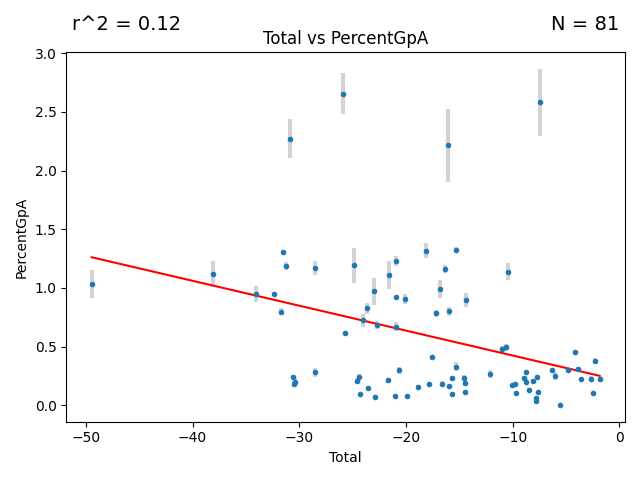 r^2 = 0.12
N = 81
Total vs PercentGpA
3.0
2.5
2.0
1.5
1.0
0.5
0.0
PercentGpA
−50
−40
−30
−20
−10
0
Total